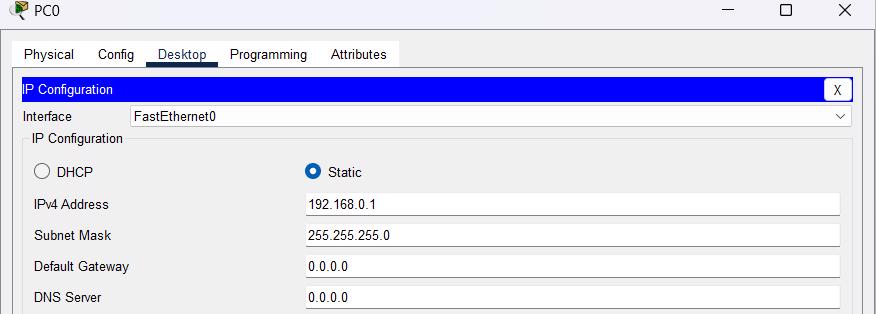 PC0
Physical Config Desktop Programming Attributes
IP Configuration X
Interface FastEthernet0
IP Configuration
DHCP Static
IPv4 Address 192.168.0.1
Subnet Mask 255.255.255.0
Default Gateway 0.0.0.0
DNS Server 0.0.0.0